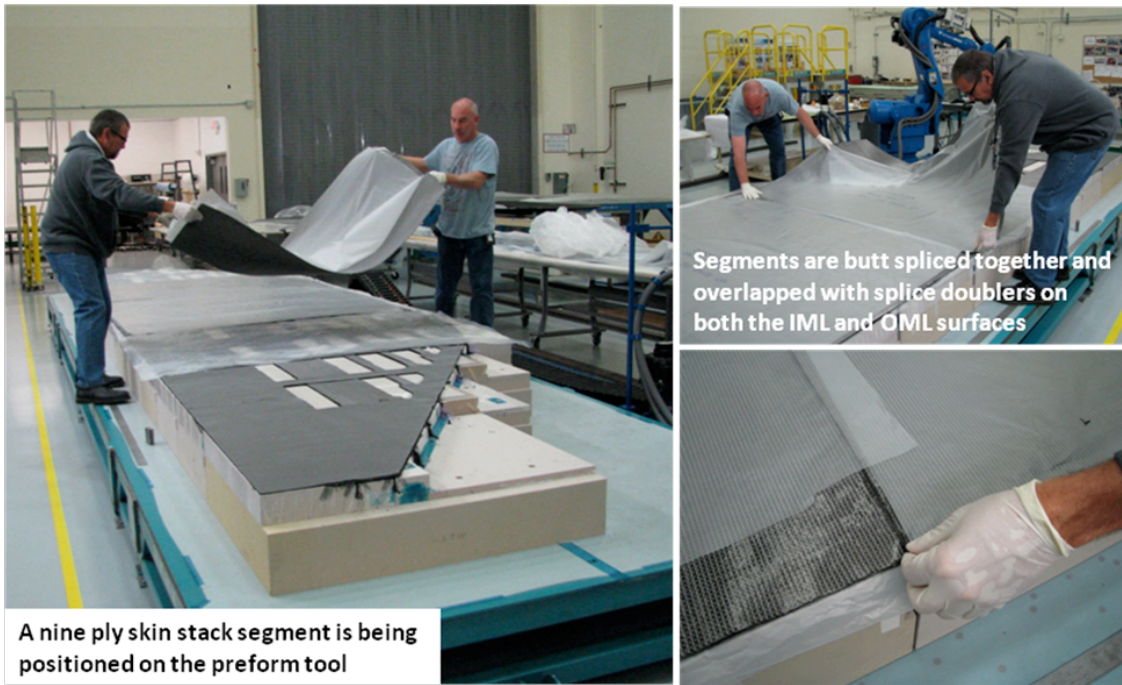 Segments are butt spliced together and
overlapped with splice doublers on
both the IML and OML surfaces
A nine ply skin stack segment is being
positioned on the preform tool